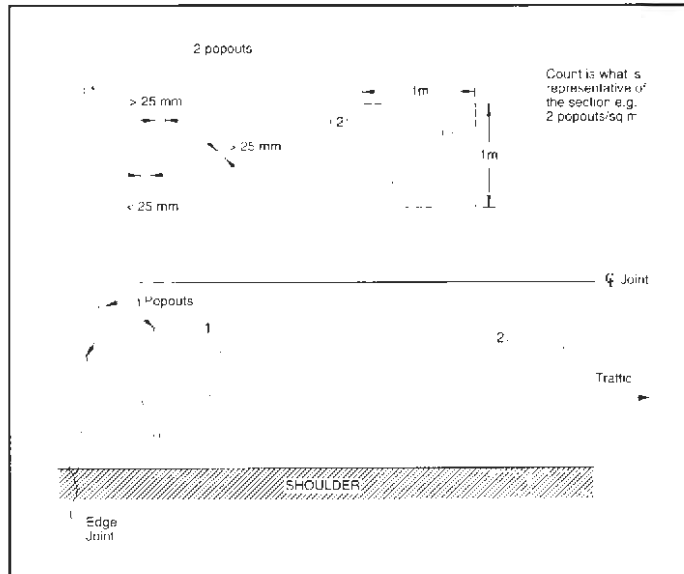 2 popouts
> 25 mm
> 25 mm
< 25 mm
1m
2
1m
Count is what is
representative of
the section e.g.
2 popouts/sq m
Joint
Popouts
1
2
Traffic
SHOULDER
Edge
Joint